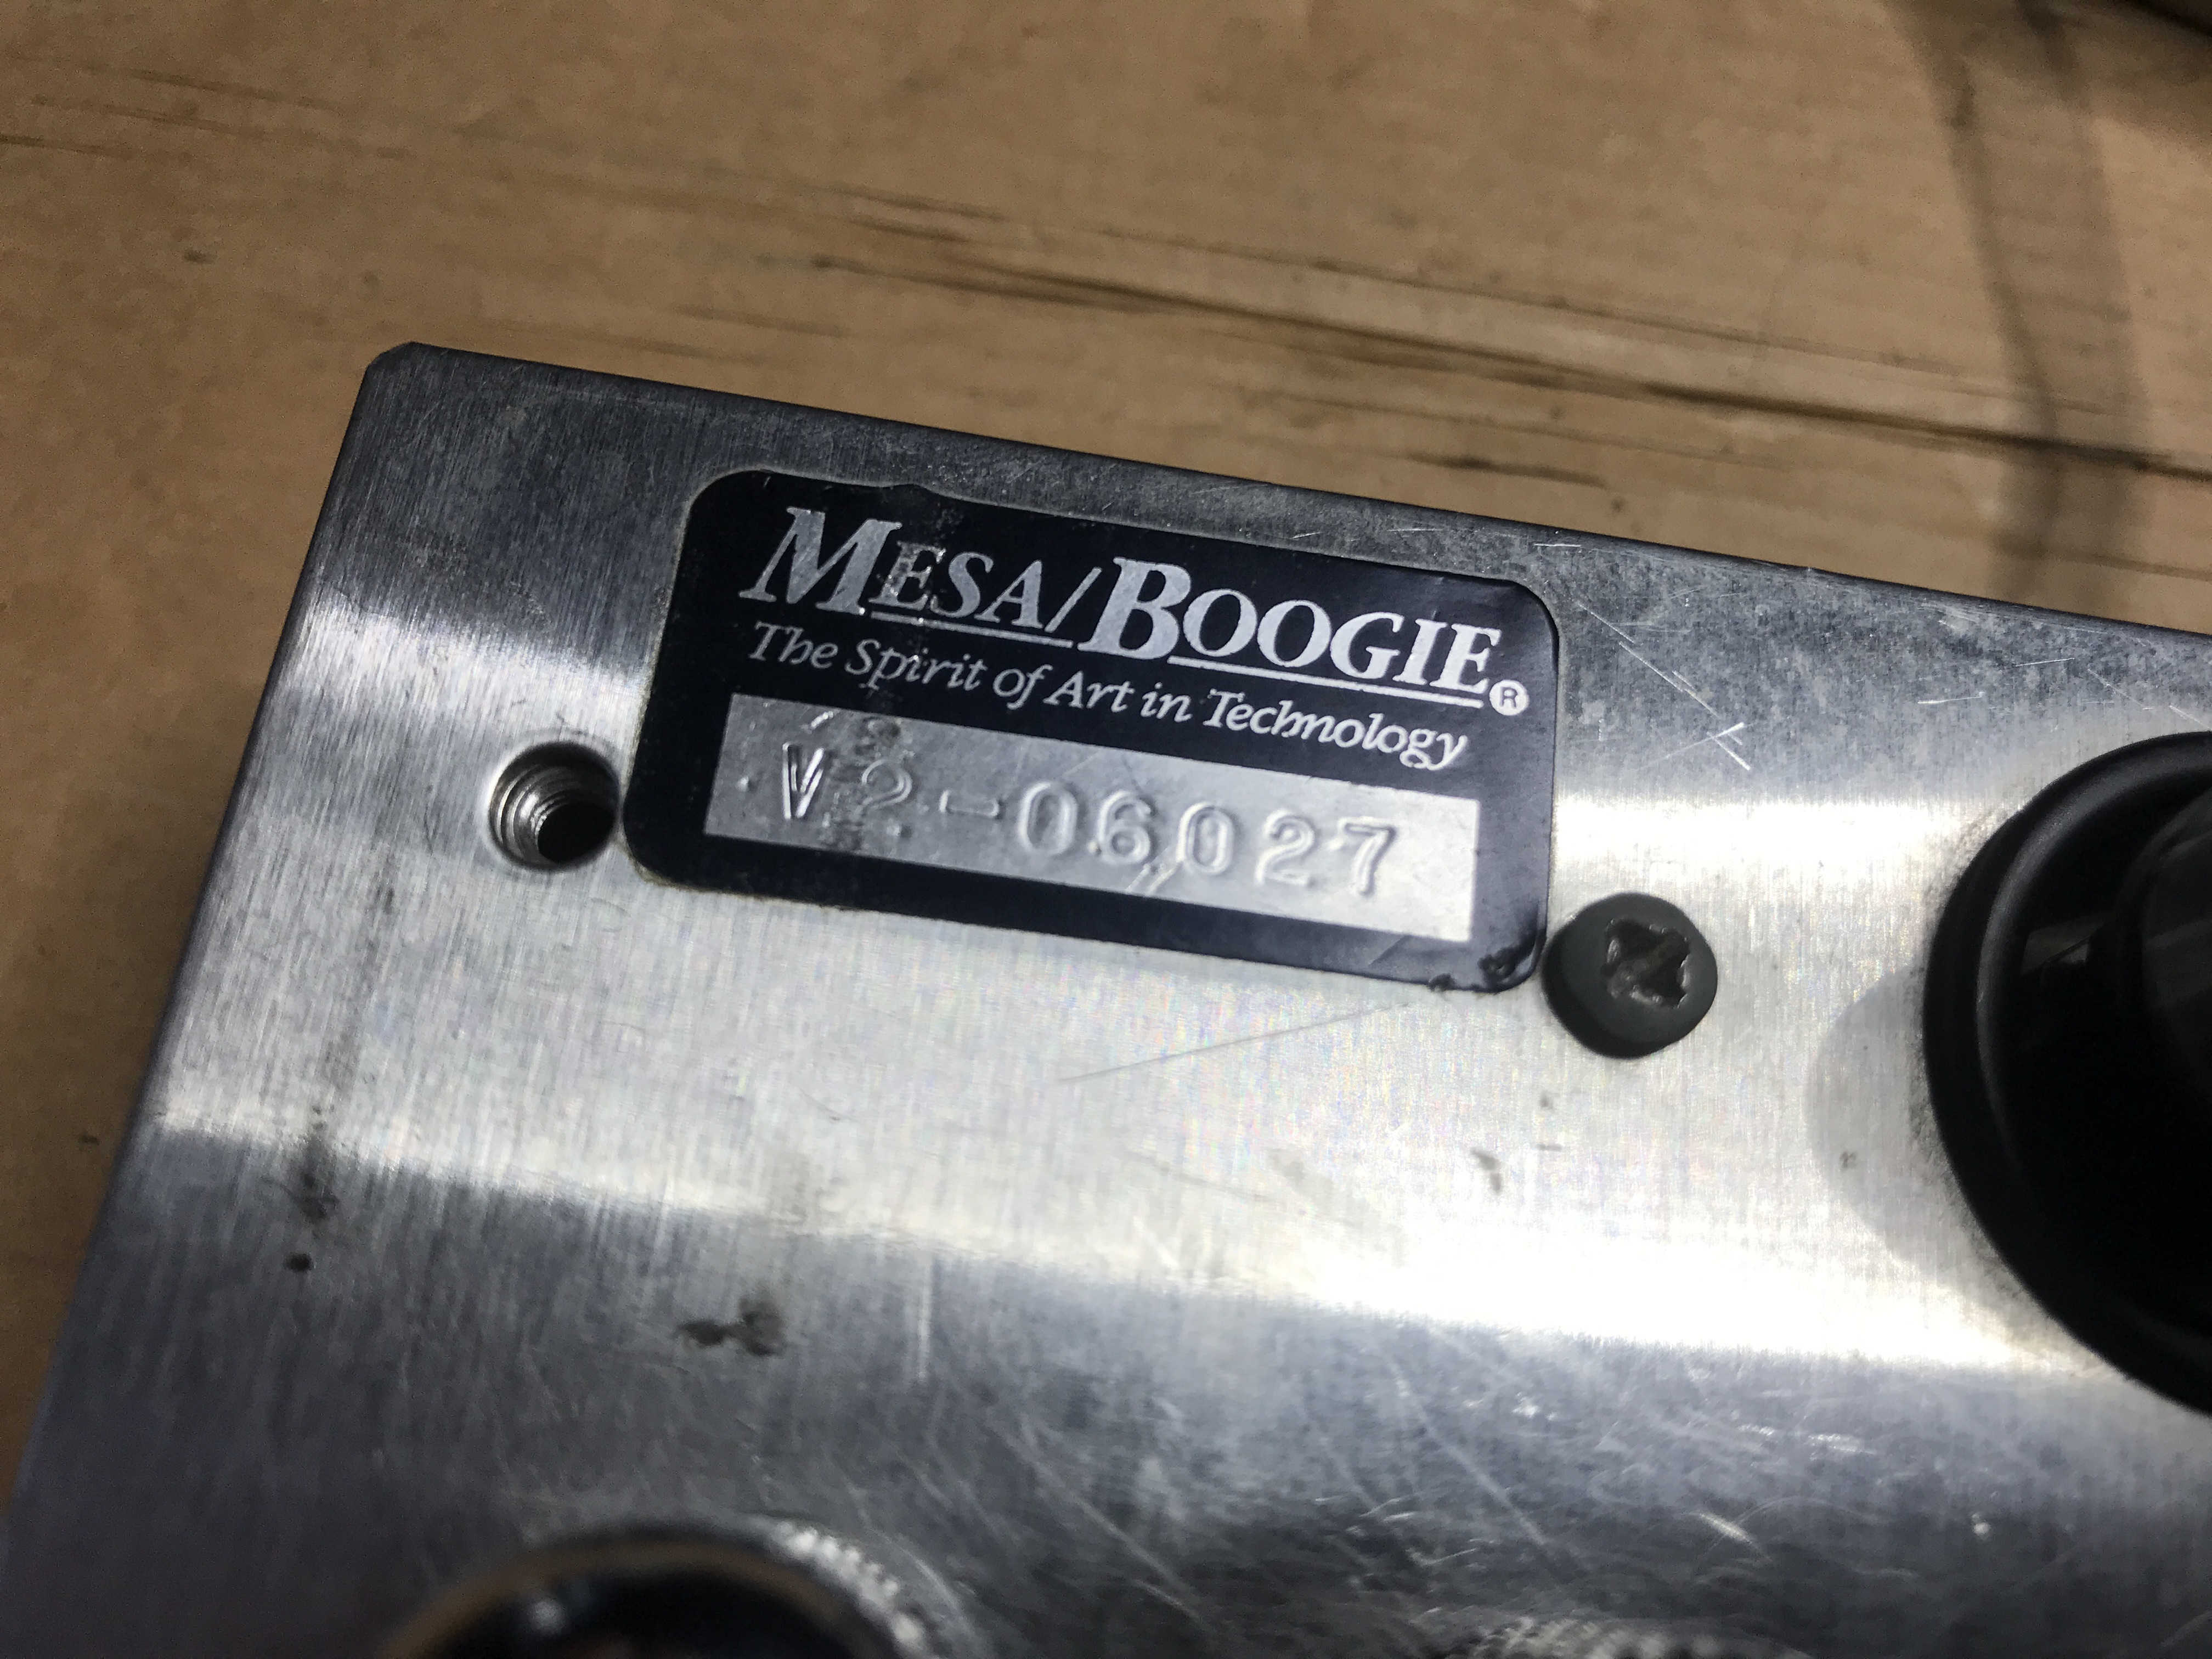 MESA/BOOGIE®
The Spirit of Art in Technology
V2-06027